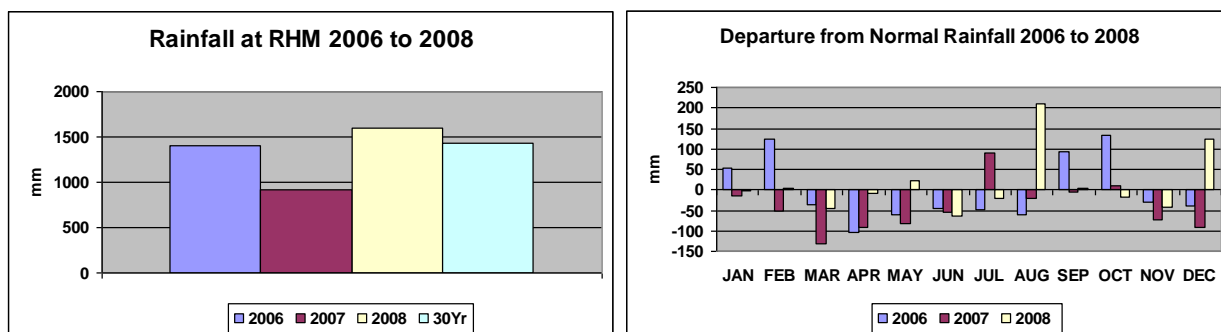 Rainfall at RHM 2006 to 2008
mm
2000
1500
1000
500
0
2006 2007 2008 30Yr
Departure from Normal Rainfall 2006 to 2008
mm
250
200
150
100
50
0
-50
-100
-150
JAN FEB MAR APR MAY JUN JUL AUG SEP OCT NOV DEC
2006 2007 2008